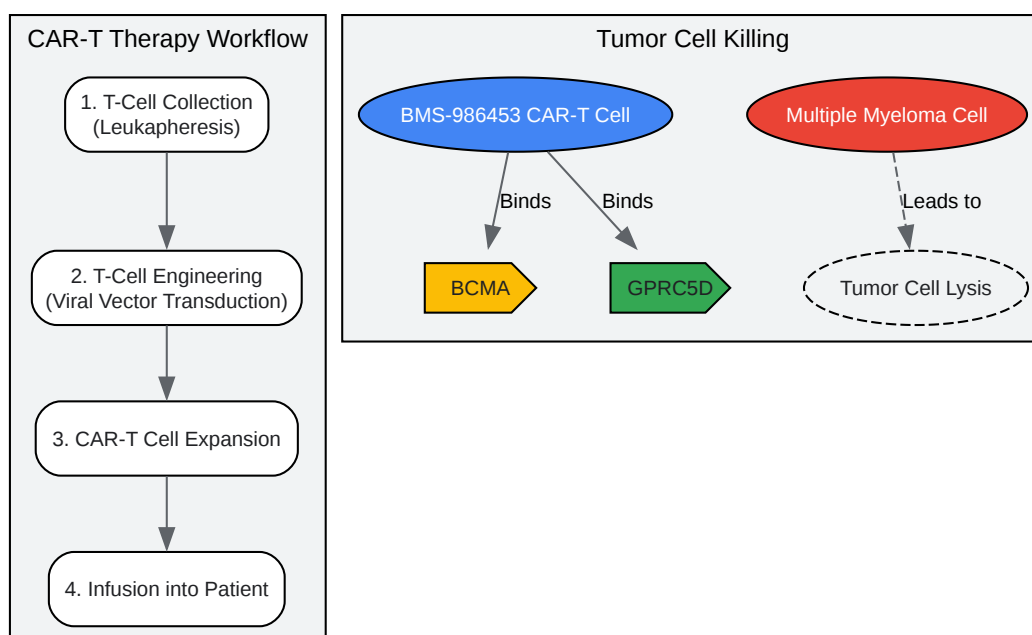 CAR-T Therapy Workflow
1. T-Cell Collection
(Leukapheresis)
2. T-Cell Engineering
(Viral Vector Transduction)
3. CAR-T Cell Expansion
4. Infusion into Patient
Tumor Cell Killing
BMS-986453 CAR-T Cell
Multiple Myeloma Cell
Binds
Binds
Leads to
BCMA
GPRC5D
Tumor Cell Lysis